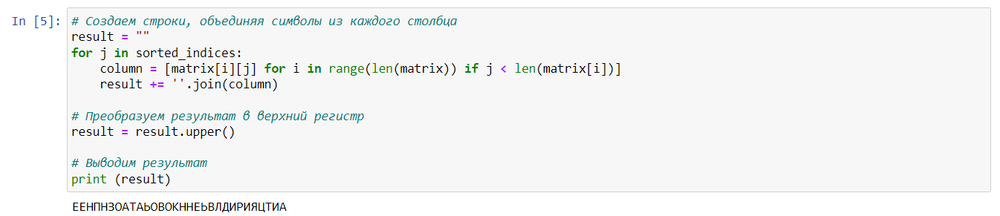 In [5]: # Создаем строки, объединяя символы из каждого столбца
result = ""
for j in sorted_indices:
    column = [matrix[i][j] for i in range(len(matrix)) if j < len(matrix[i])]
    result += ''.join(column)

# Преобразуем результат в верхний регистр
result = result.upper()

# Выводим результат
print (result)
ЕЕНПНЗОАТАЬОВОКННЕЬВЛДИРИЯЦТИА